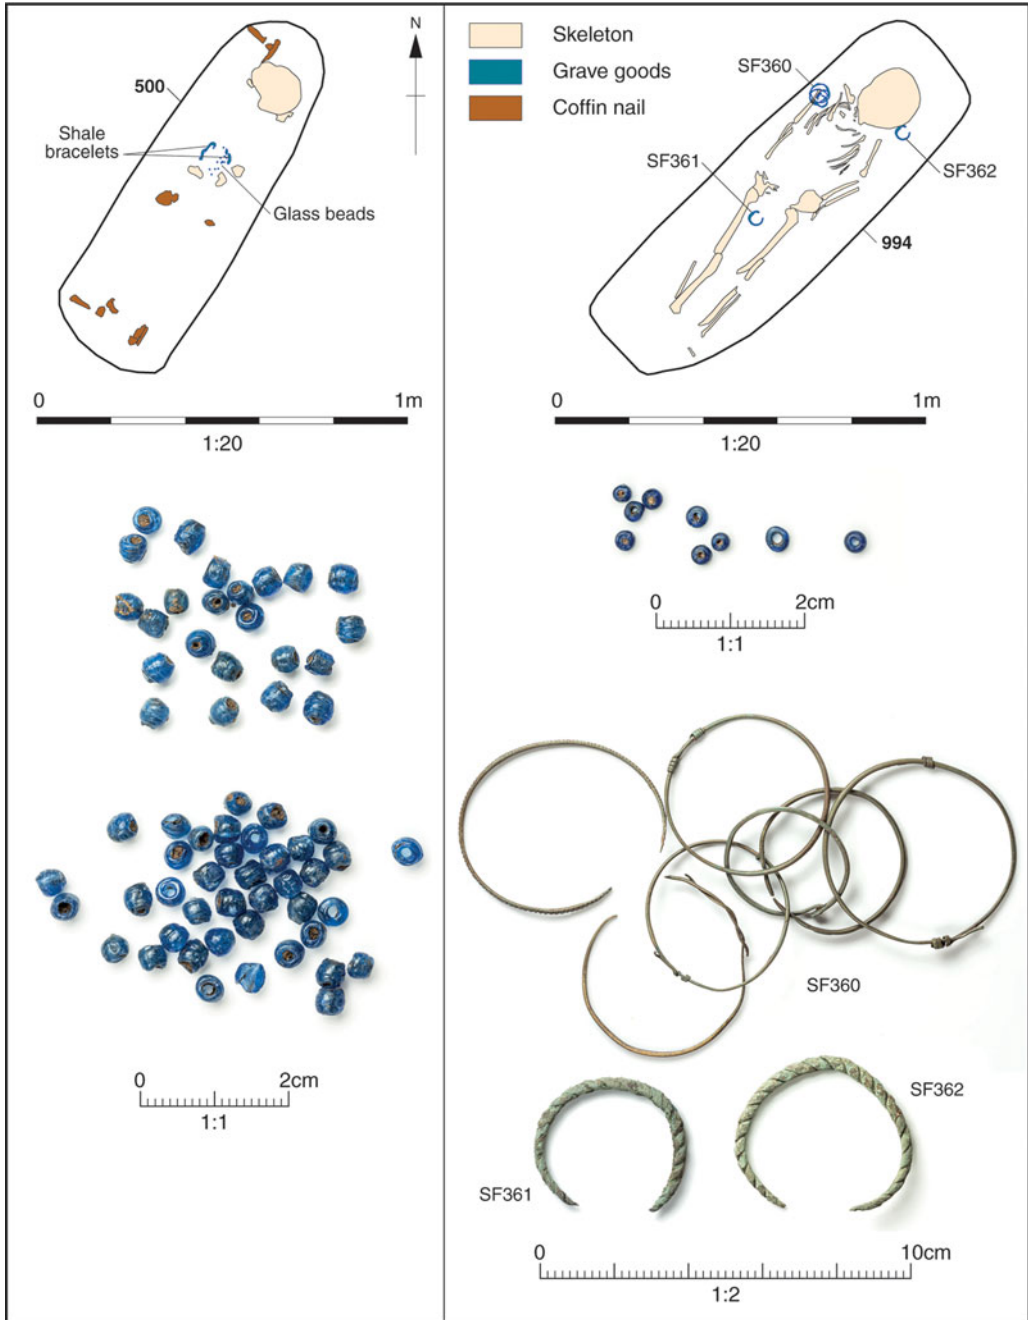 500
Shale
bracelets
Glass beads
N
0 1m
1:20
0 2cm
1:1
Skeleton
Grave goods
Coffin nail
SF360
SF361
SF362
994
0 1m
1:20
0 2cm
1:1
SF360
SF361
SF362
0 10cm
1:2